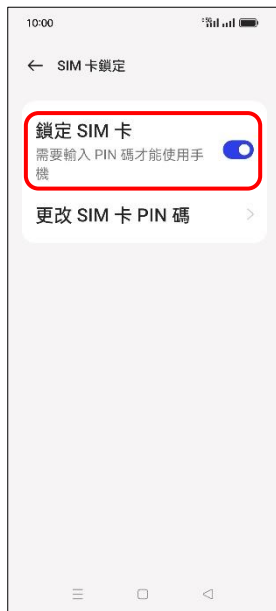 10:00
5G
← SIM 卡鎖定
鎖定 SIM 卡
需要輸入 PIN 碼才能使用手
機
更改 SIM 卡 PIN 碼